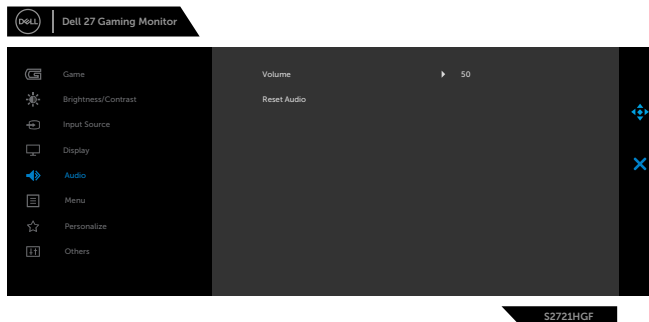 DELL
Dell 27 Gaming Monitor
Game
Volume 50
Brightness/Contrast
Reset Audio
Input Source
Display
Audio
Menu
Personalize
Others
S2721HGF